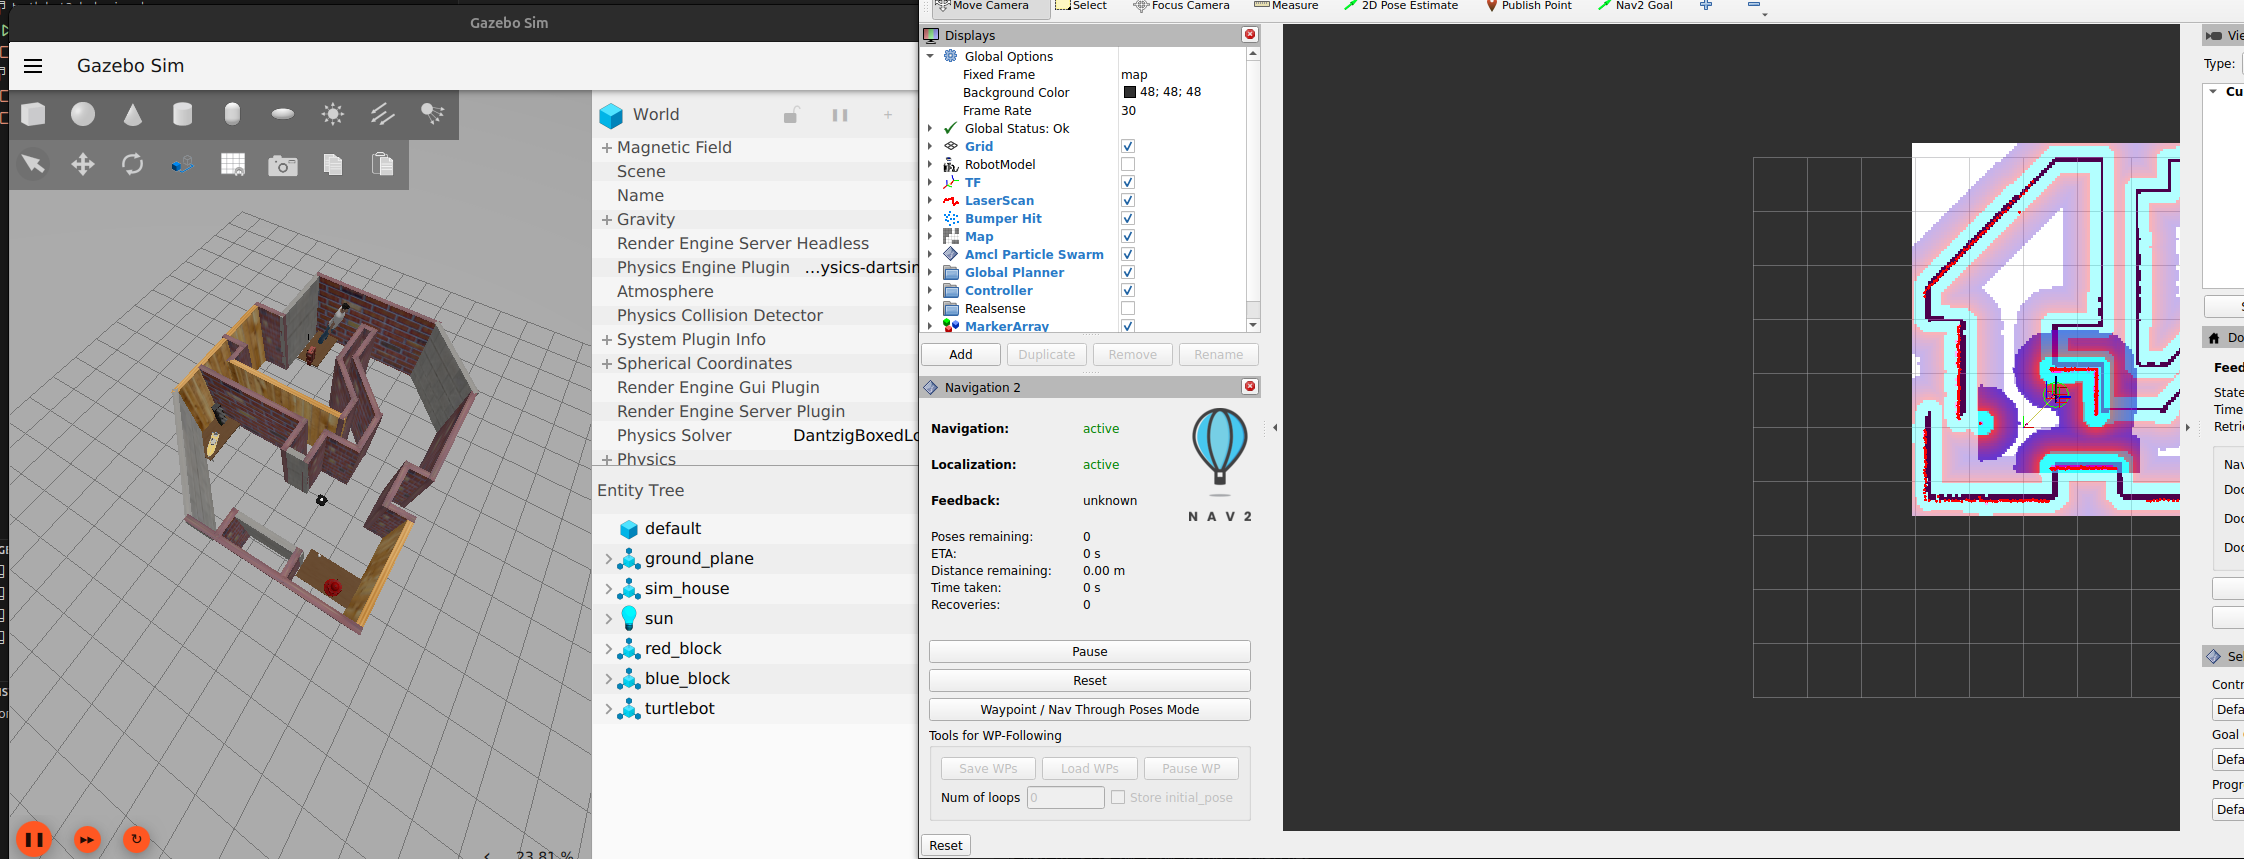 Gazebo Sim
Gazebo Sim
World
Magnetic Field
Scene
Name
Gravity
Render Engine Server Headless
Physics Engine Plugin ...ysics-dartsim
Atmosphere
Physics Collision Detector
System Plugin Info
Spherical Coordinates
Render Engine Gui Plugin
Render Engine Server Plugin
Physics Solver DantzigBoxedLc
Physics
Entity Tree
default
ground_plane
sim_house
sun
red_block
blue_block
turtlebot
23.81 %
Move Camera Select Focus Camera Measure 2D Pose Estimate Publish Point Nav2 Goal
Displays
Global Options
Fixed Frame map
Background Color 48; 48; 48
Frame Rate 30
Global Status: Ok
Grid
RobotModel
TF
LaserScan
Bumper Hit
Map
Amcl Particle Swarm
Global Planner
Controller
Realsense
MarkerArray
Add Duplicate Remove Rename
Navigation 2
Navigation: active
Localization: active
Feedback: unknown
NAV2
Poses remaining: 0
ETA: 0 s
Distance remaining: 0.00 m
Time taken: 0 s
Recoveries: 0
Pause
Reset
Waypoint / Nav Through Poses Mode
Tools for WP-Following
Save WPs Load WPs Pause WP
Num of loops 0 Store initial_pose
Reset
Vie
Type:
Cu
Do
Feed
State
Time
Retri
Nav
Doc
Doc
Doc
Sel
Contr
Defa
Goal
Defa
Progr
Defa